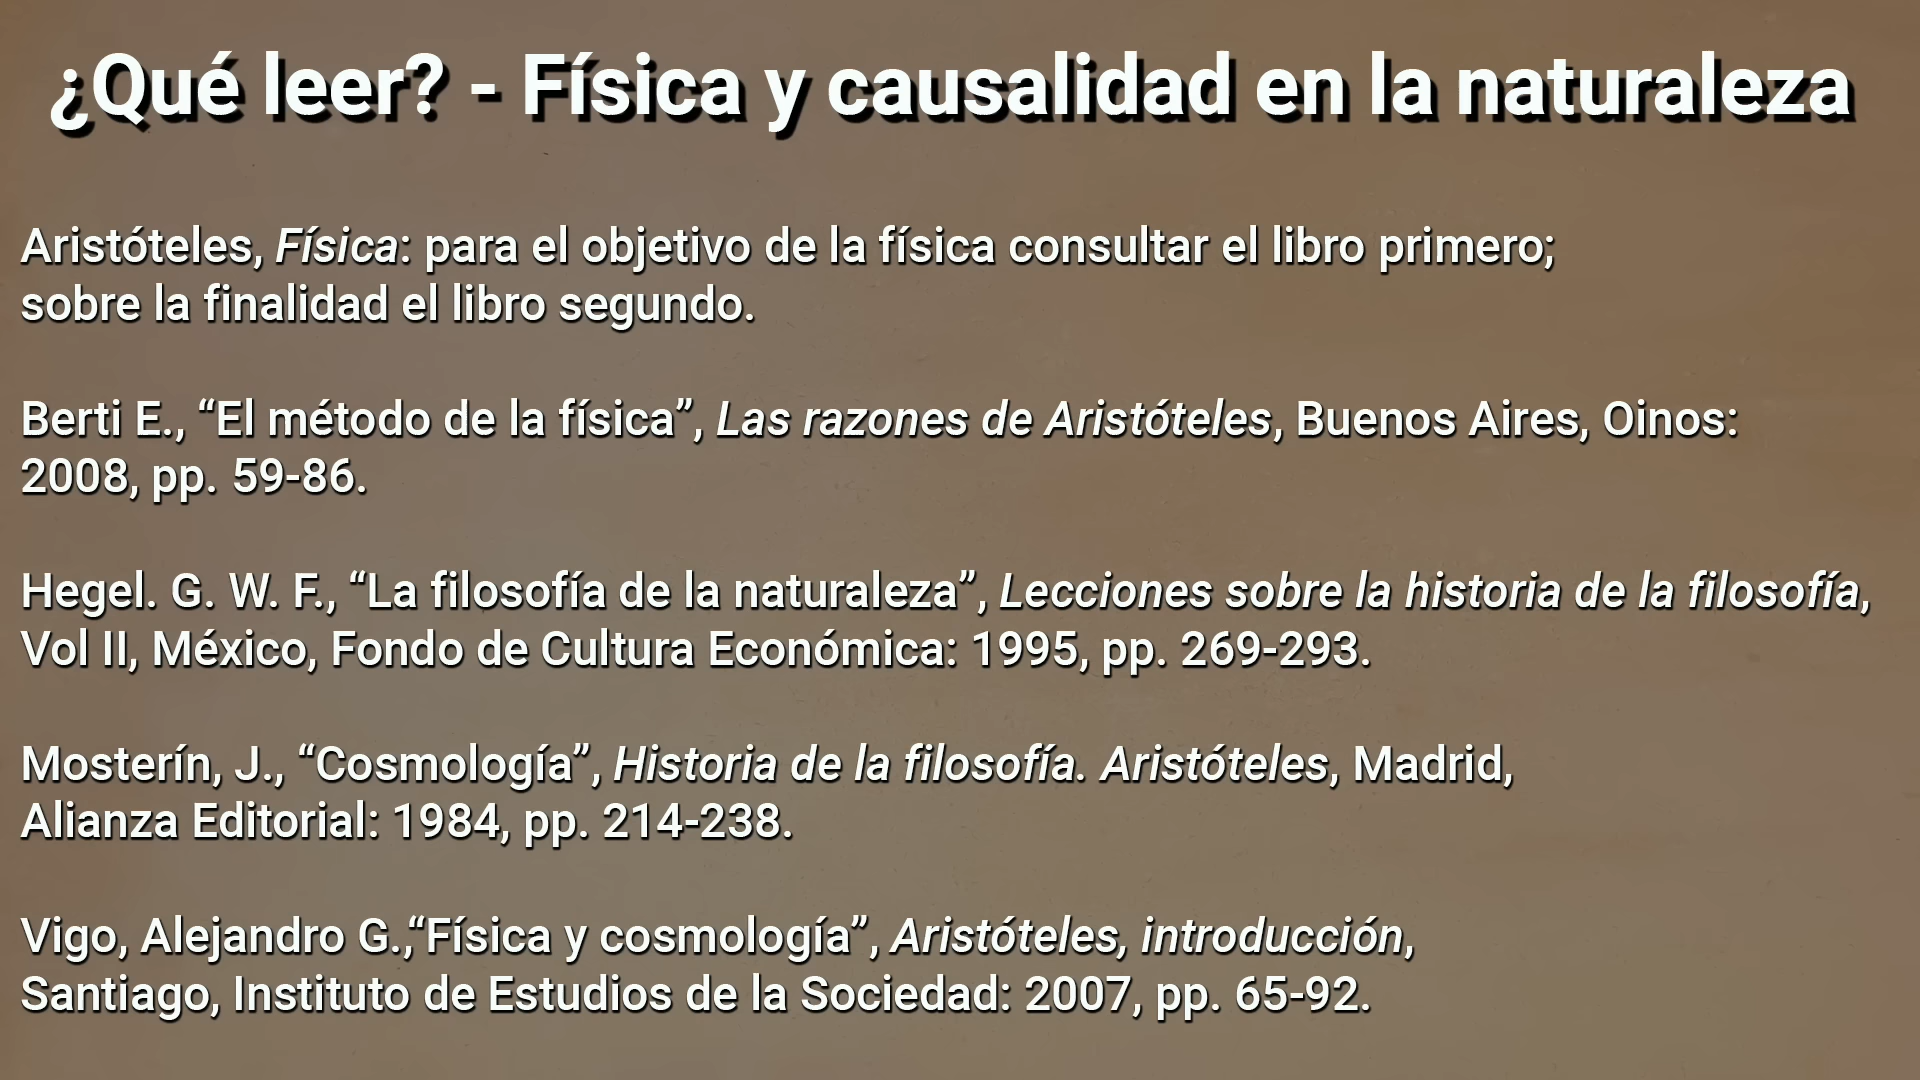 ¿Qué leer? - Física y causalidad en la naturaleza
Aristóteles, Física: para el objetivo de la física consultar el libro primero;
sobre la finalidad el libro segundo.
Berti E., “El método de la física”, Las razones de Aristóteles, Buenos Aires, Oinos:
2008, pp. 59-86.
Hegel. G. W. F., “La filosofía de la naturaleza”, Lecciones sobre la historia de la filosofía,
Vol II, México, Fondo de Cultura Económica: 1995, pp. 269-293.
Mosterín, J., “Cosmología”, Historia de la filosofía. Aristóteles, Madrid,
Alianza Editorial: 1984, pp. 214-238.
Vigo, Alejandro G.,“Física y cosmología”, Aristóteles, introducción,
Santiago, Instituto de Estudios de la Sociedad: 2007, pp. 65-92.